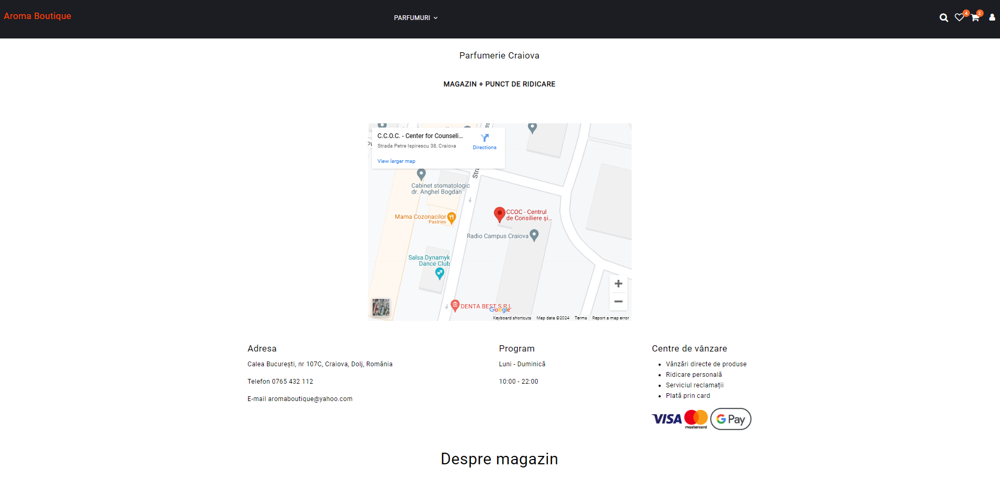 Aroma Boutique
PARFUMURI
4
2
Parfumerie Craiova
MAGAZIN + PUNCT DE RIDICARE
C.C.O.C. - Center for Counseli...
Strada Petre Ispirescu 38, Craiova
Directions
View larger map
Cabinet stomatologic
dr. Anghel Bogdan
Mama Cozonacilor
Pastries
CCOC - Centrul
de Consiliere și...
Radio Campus Craiova
Salsa Dynamyk
Dance Club
DENTA BEST S.R.L
Google
Keyboard shortcuts
Map data ©2024
Terms
Report a map error
Adresa
Calea București, nr 107C, Craiova, Dolj, România
Telefon 0765 432 112
E-mail aromaboutique@yahoo.com
Program
Luni - Duminică
10:00 - 22:00
Centre de vânzare
Vânzări directe de produse
Ridicare personală
Serviciul reclamații
Plată prin card
VISA
mastercard
G Pay
Despre magazin